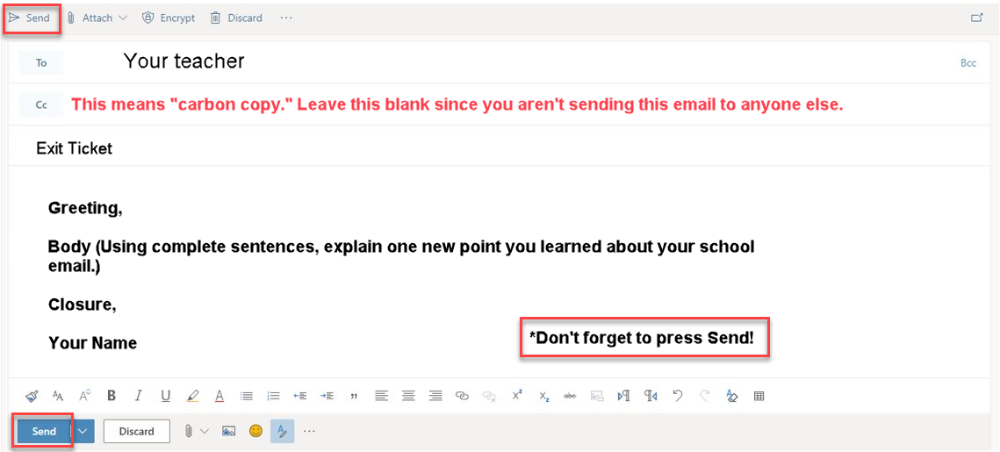 Send Attach Encrypt Discard ...
To Your teacher Bcc
Cc This means "carbon copy." Leave this blank since you aren't sending this email to anyone else.
Exit Ticket
Greeting,
Body (Using complete sentences, explain one new point you learned about your school
email.)
Closure,
Your Name
*Don't forget to press Send!
Send Discard ...